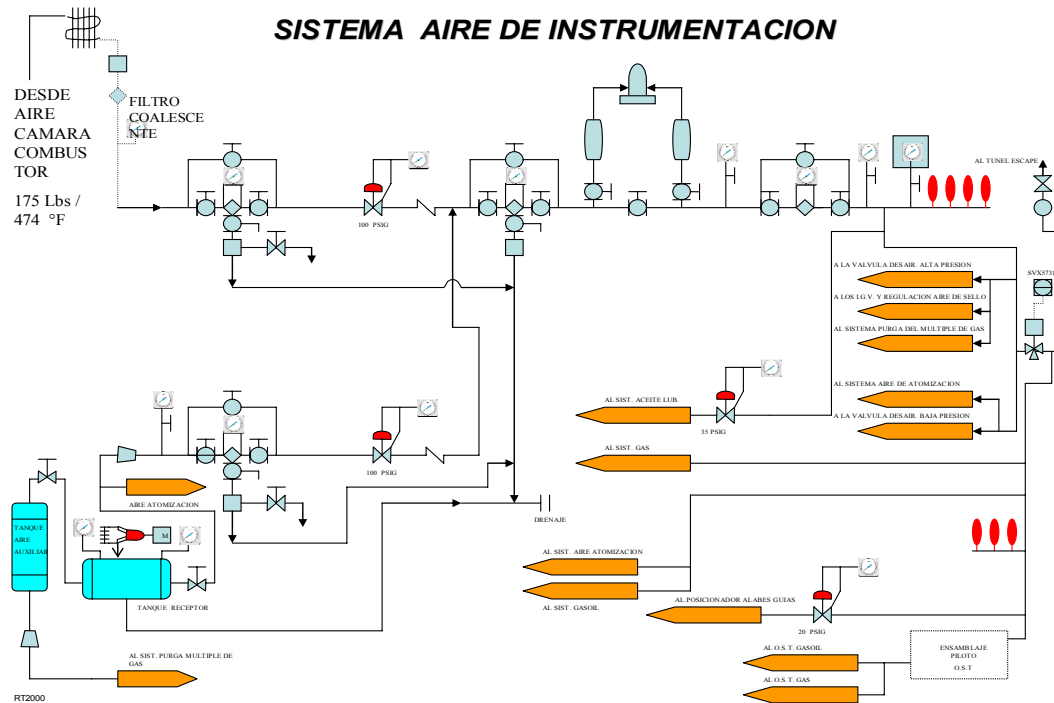 SISTEMA AIRE DE INSTRUMENTACION
DESDE
AIRE
CAMARA
COMBUS
TOR
175 Lbs /
474 °F
FILTRO
COALESCE
NTE
100 PSIG
AL TUNEL ESCAPE
A LA VALVULA DESAIR. ALTA PRESION
SVX5731
A LOS I.G.V. Y REGULACION AIRE DE SELLO
AL SISTEMA PURGA DEL MULTIPLE DE GAS
AL SISTEMA AIRE DE ATOMIZACION
A LA VALVULA DESAIR. BAJA PRESION
AL SIST. ACEITE LUB.
35 PSIG
AL SIST. GAS
100 PSIG
AIRE ATOMIZACION
TANQUE
AIRE
AUXILIAR
M
TANQUE RECEPTOR
DRENAJE
AL SIST. AIRE ATOMIZACION
AL SIST. GASOIL
AL POSICIONADOR ALABES GUIAS
20 PSIG
ENSAMBLAJE
PILOTO
O.S.T
AL O.S.T. GASOIL
AL O.S.T. GAS
AL SIST. PURGA MULTIPLE DE
GAS
RT2000